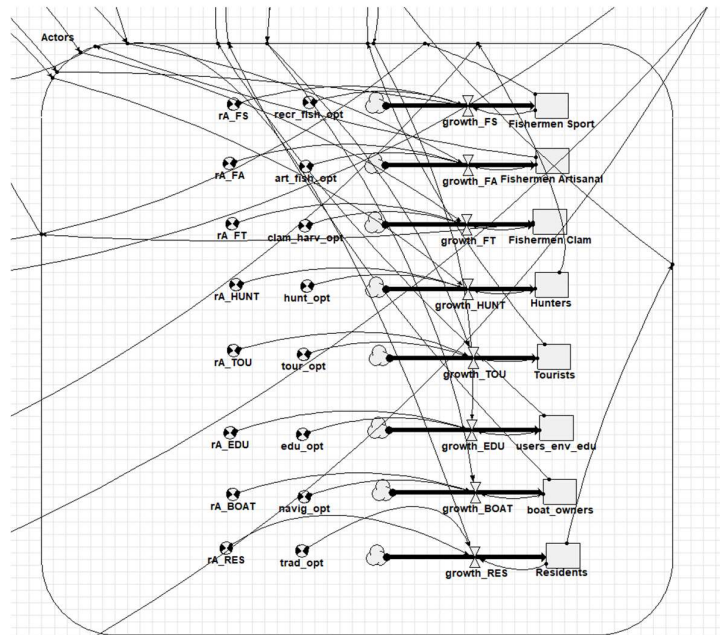 Actors
rA_FS recr_fish_opt growth_FS Fishermen Sport
rA_FA art_fish_opt growth_FA Fishermen Artisanal
rA_FT clam_harv_opt growth_FT Fishermen Clam
rA_HUNT hunt_opt growth_HUNT Hunters
rA_TOU tour_opt growth_TOU Tourists
rA_EDU edu_opt growth_EDU users_env_edu
rA_BOAT navig_opt growth_BOAT boat_owners
rA_RES trad_opt growth_RES Residents